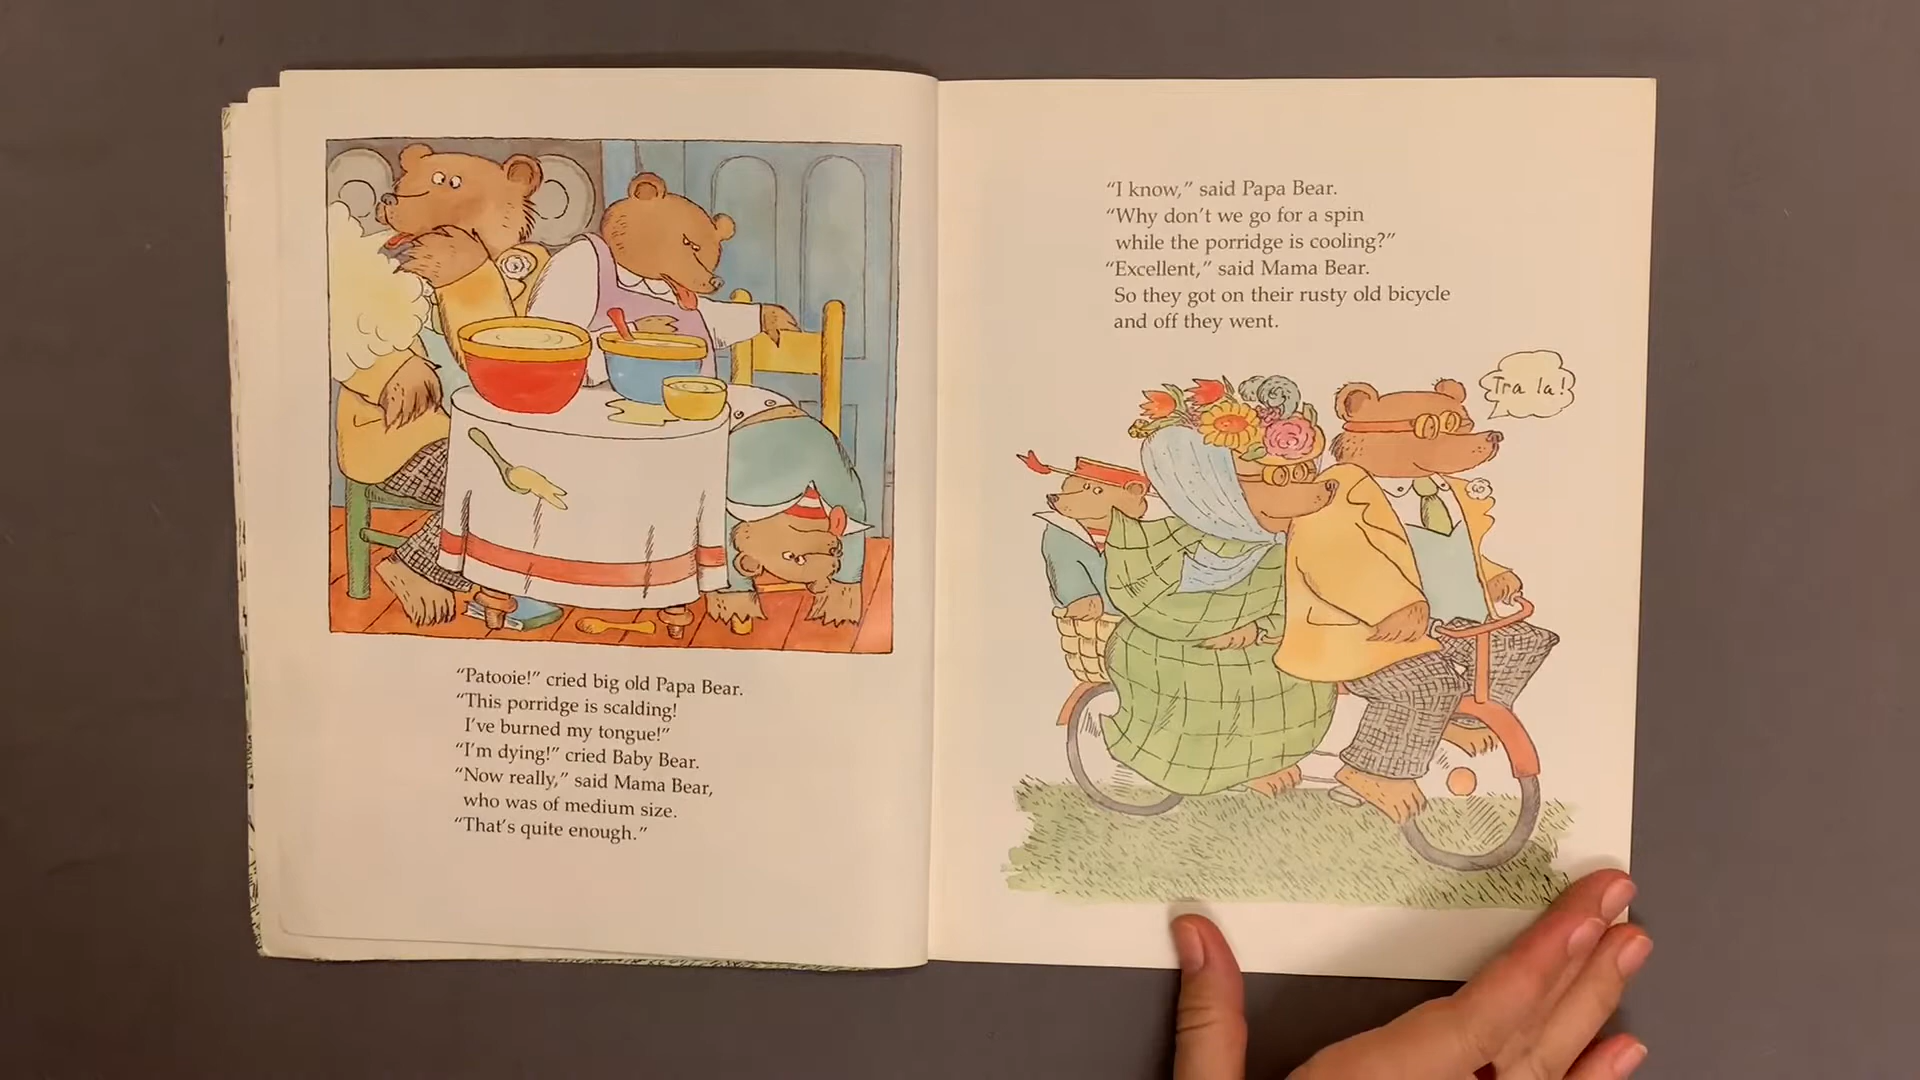 “Patooie!” cried big old Papa Bear.
“This porridge is scalding!
I’ve burned my tongue!”
“I’m dying!” cried Baby Bear.
“Now really,” said Mama Bear,
who was of medium size.
“That’s quite enough.”
“I know,” said Papa Bear.
“Why don’t we go for a spin
while the porridge is cooling?”
“Excellent,” said Mama Bear.
So they got on their rusty old bicycle
and off they went.
Tra la!